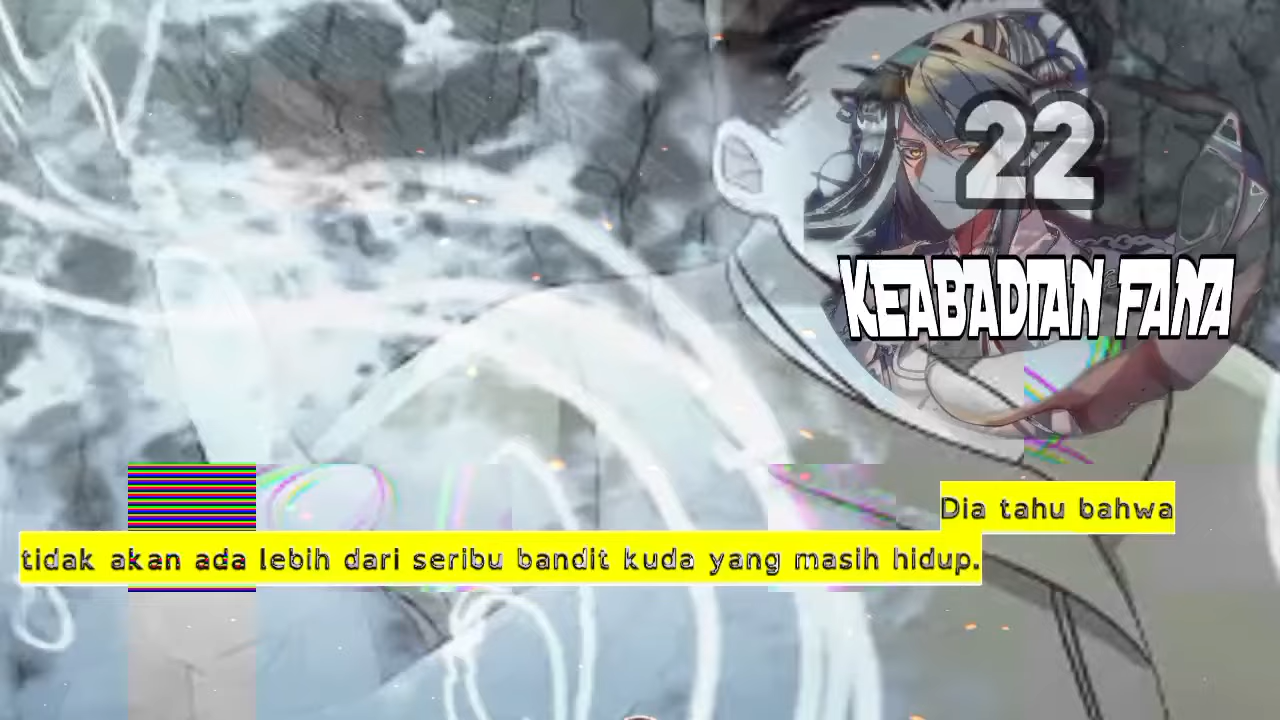 22
KEABADIAN FANA
Dia tahu bahwa
tidak akan ada lebih dari seribu bandit kuda yang masih hidup.